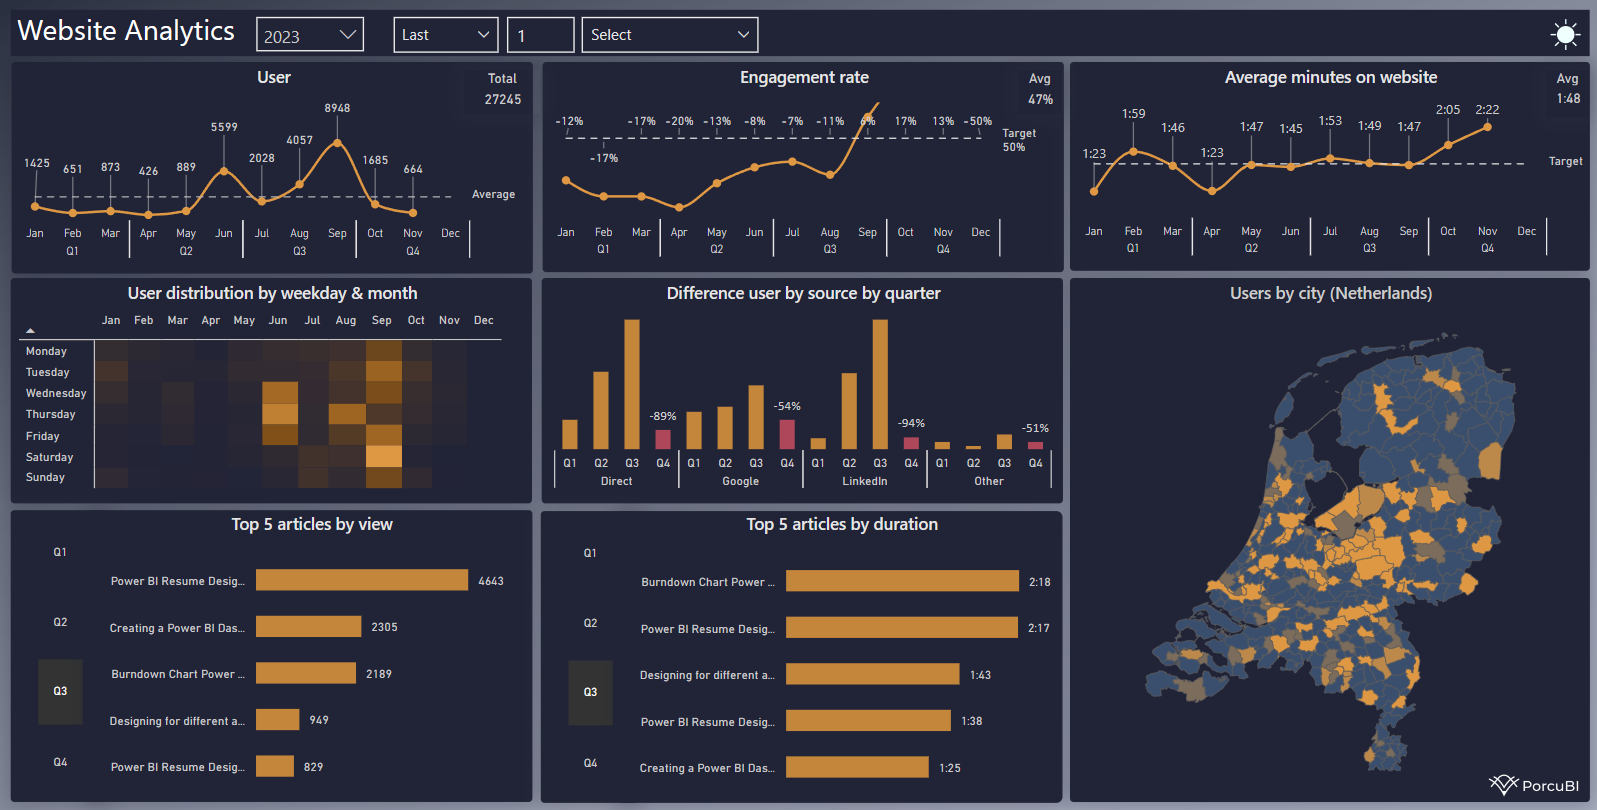 Website Analytics
2023
Last
1
Select
User
Total
27245
1425
651
873
426
889
5599
2028
4057
8948
1685
664
Average
Jan Feb Mar Apr May Jun Jul Aug Sep Oct Nov Dec
Q1 Q2 Q3 Q4
Engagement rate
Avg
47%
-12% -17% -20% -13% -8% -7% -11% 6% 17% 13% -50%
-17%
Target
50%
Jan Feb Mar Apr May Jun Jul Aug Sep Oct Nov Dec
Q1 Q2 Q3 Q4
Average minutes on website
Avg
1:48
1:23
1:59
1:46
1:23
1:47
1:45
1:53
1:49
1:47
2:05
2:22
Target
Jan Feb Mar Apr May Jun Jul Aug Sep Oct Nov Dec
Q1 Q2 Q3 Q4
User distribution by weekday & month
Jan Feb Mar Apr May Jun Jul Aug Sep Oct Nov Dec
Monday
Tuesday
Wednesday
Thursday
Friday
Saturday
Sunday
Difference user by source by quarter
-89%
-54%
-94%
-51%
Q1 Q2 Q3 Q4 Q1 Q2 Q3 Q4 Q1 Q2 Q3 Q4 Q1 Q2 Q3 Q4
Direct Google LinkedIn Other
Users by city (Netherlands)
Top 5 articles by view
Q1
Q2
Q3
Q4
Power BI Resume Desig... 4643
Creating a Power BI Das... 2305
Burndown Chart Power ... 2189
Designing for different a... 949
Power BI Resume Desig... 829
Top 5 articles by duration
Q1
Q2
Q3
Q4
Burndown Chart Power ... 2:18
Power BI Resume Desig... 2:17
Designing for different a... 1:43
Power BI Resume Desig... 1:38
Creating a Power BI Das... 1:25
PorcuBI